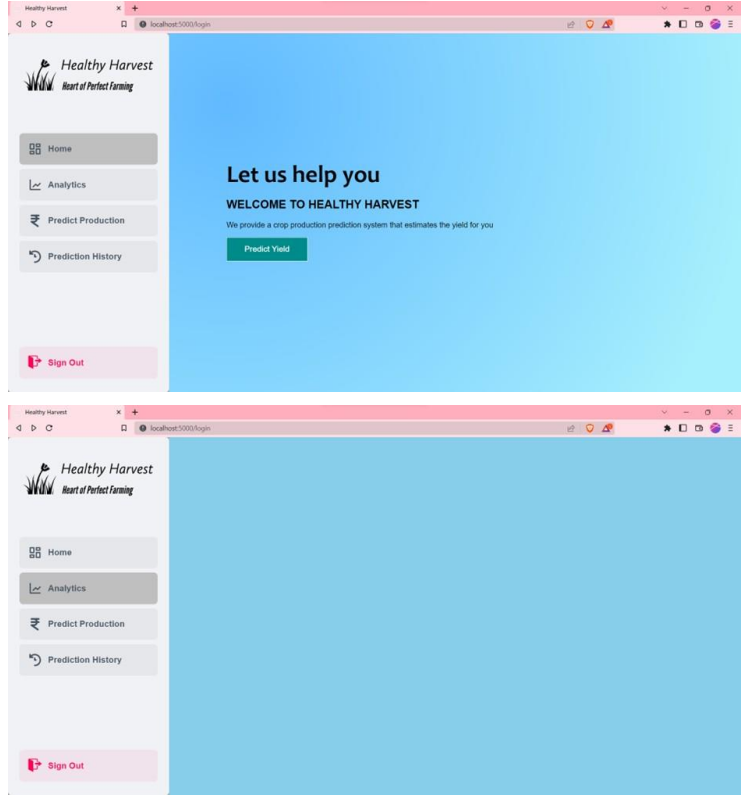 Healthy Harvest
localhost:5000/login
Healthy Harvest
Heart of Perfect Farming
Home
Analytics
Predict Production
Prediction History
Sign Out
Let us help you
WELCOME TO HEALTHY HARVEST
We provide a crop production prediction system that estimates the yield for you
Predict Yield
Healthy Harvest
localhost:5000/login
Healthy Harvest
Heart of Perfect Farming
Home
Analytics
Predict Production
Prediction History
Sign Out